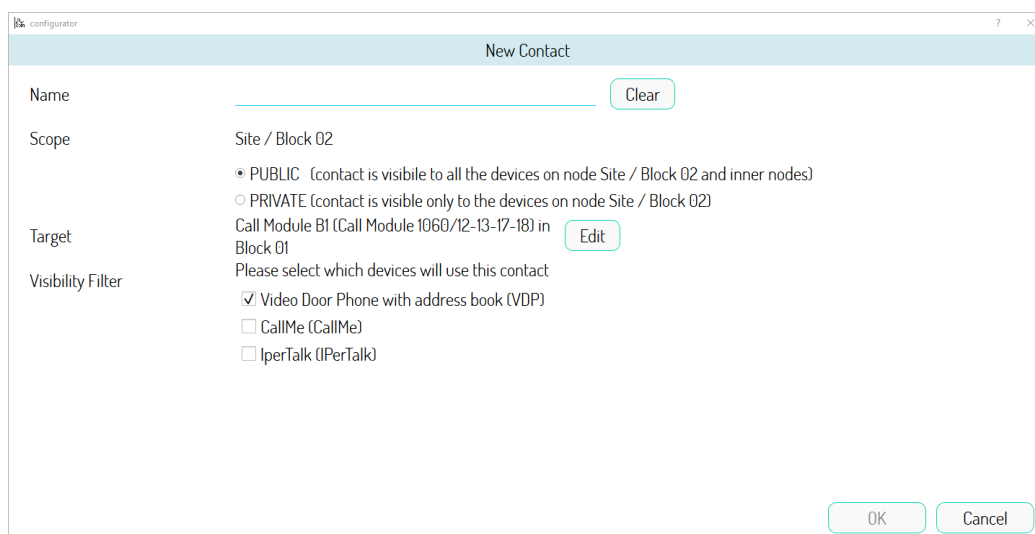 configurator ?
New Contact
Name Clear
Scope Site / Block 02
PUBLIC (contact is visibile to all the devices on node Site / Block 02 and inner nodes)
PRIVATE (contact is visible only to the devices on node Site / Block 02)
Target Call Module B1 (Call Module 1060/12-13-17-18) in
Block 01 Edit
Visibility Filter Please select which devices will use this contact
Video Door Phone with address book (VDP)
CallMe (CallMe)
IperTalk (IPerTalk)
OK Cancel